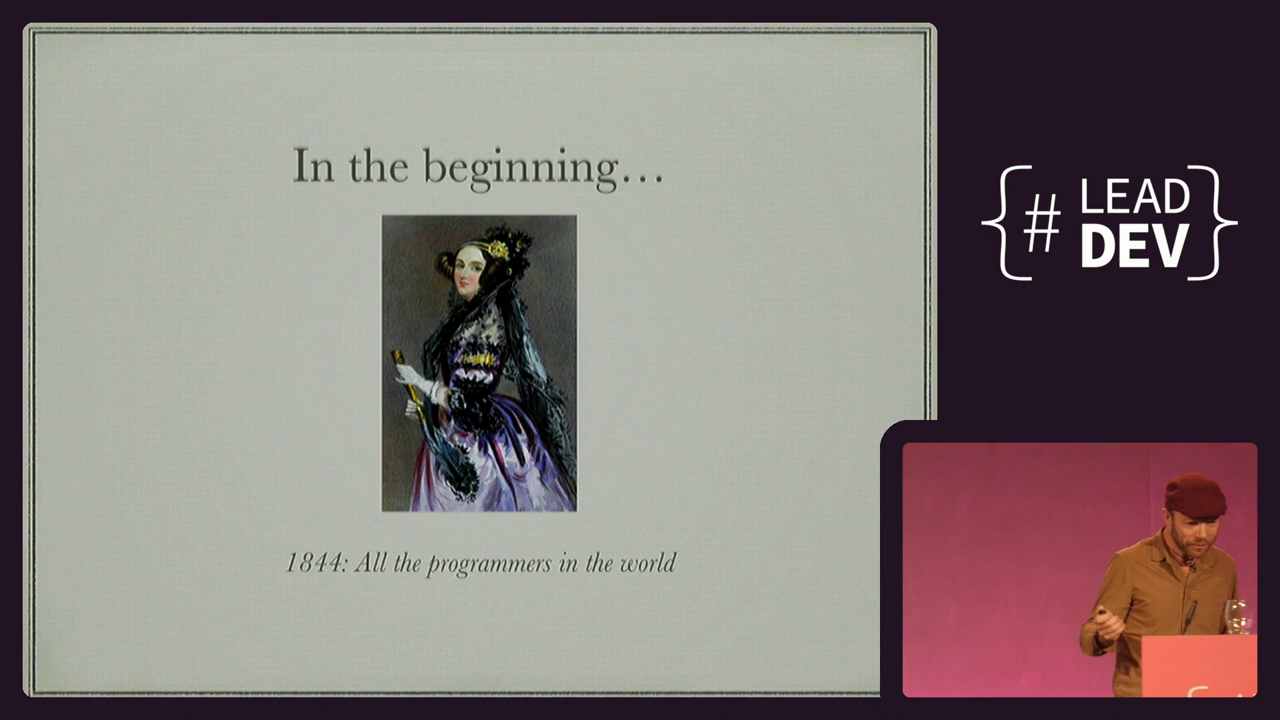 In the beginning…
1844: All the programmers in the world
{# LEAD
DEV}